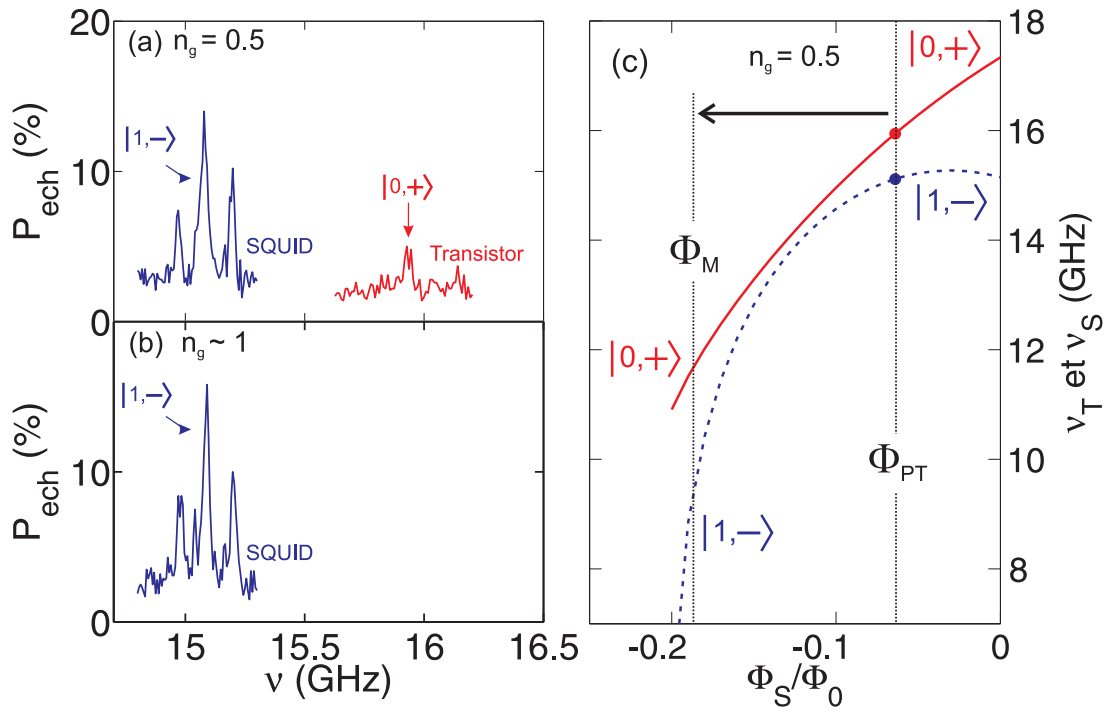 (a) n_g = 0.5
|1,−⟩
|0,+⟩
SQUID
Transistor
20
10
0
P_ech (%)
(b) n_g ~ 1
|1,−⟩
SQUID
0
P_ech (%)
15
15.5
16
16.5
ν (GHz)
(c)
n_g = 0.5
|0,+⟩
|1,−⟩
Φ_M
Φ_PT
|0,+⟩
|1,−⟩
18
16
14
12
10
8
ν_T et ν_S (GHz)
-0.2
-0.1
0
Φ_S/Φ_0
10